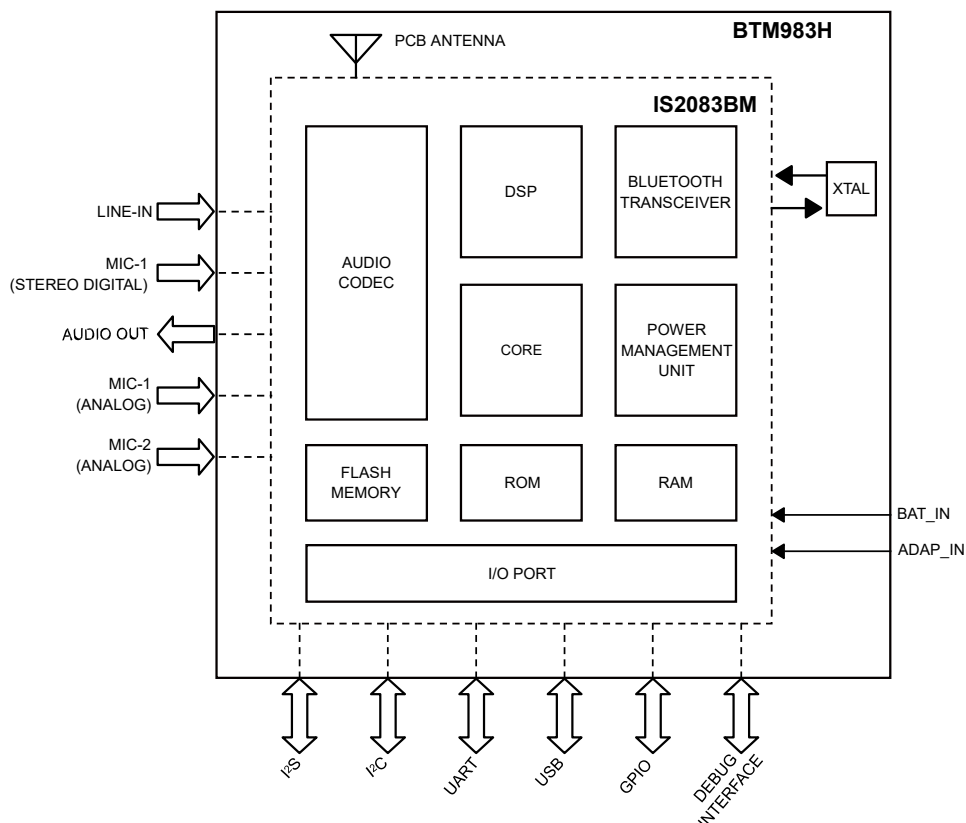 BTM983H
PCB ANTENNA
IS2083BM
AUDIO
CODEC
DSP
BLUETOOTH
TRANSCEIVER
XTAL
LINE-IN
MIC-1
(STEREO DIGITAL)
AUDIO OUT
MIC-1
(ANALOG)
MIC-2
(ANALOG)
CORE
POWER
MANAGEMENT
UNIT
FLASH
MEMORY
ROM
RAM
BAT_IN
ADAP_IN
I/O PORT
I²S
I²C
UART
USB
GPIO
DEBUG
INTERFACE